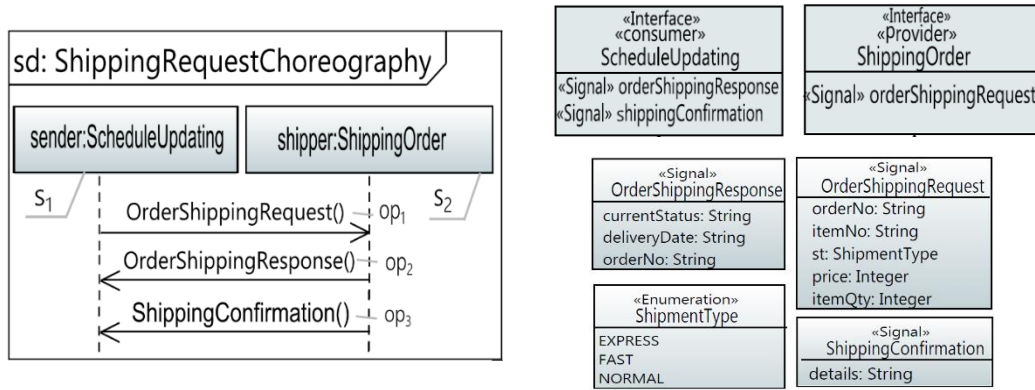 sd: ShippingRequestChoreography
sender:ScheduleUpdating
shipper:ShippingOrder
S1
S2
OrderShippingRequest()
op1
OrderShippingResponse()
op2
ShippingConfirmation()
op3
«Interface»
«consumer»
ScheduleUpdating
«Signal» orderShippingResponse
«Signal» shippingConfirmation
«Interface»
«Provider»
ShippingOrder
«Signal» orderShippingRequest
«Signal»
OrderShippingResponse
currentStatus: String
deliveryDate: String
orderNo: String
«Signal»
OrderShippingRequest
orderNo: String
itemNo: String
st: ShipmentType
price: Integer
itemQty: Integer
«Enumeration»
ShipmentType
EXPRESS
FAST
NORMAL
«Signal»
ShippingConfirmation
details: String